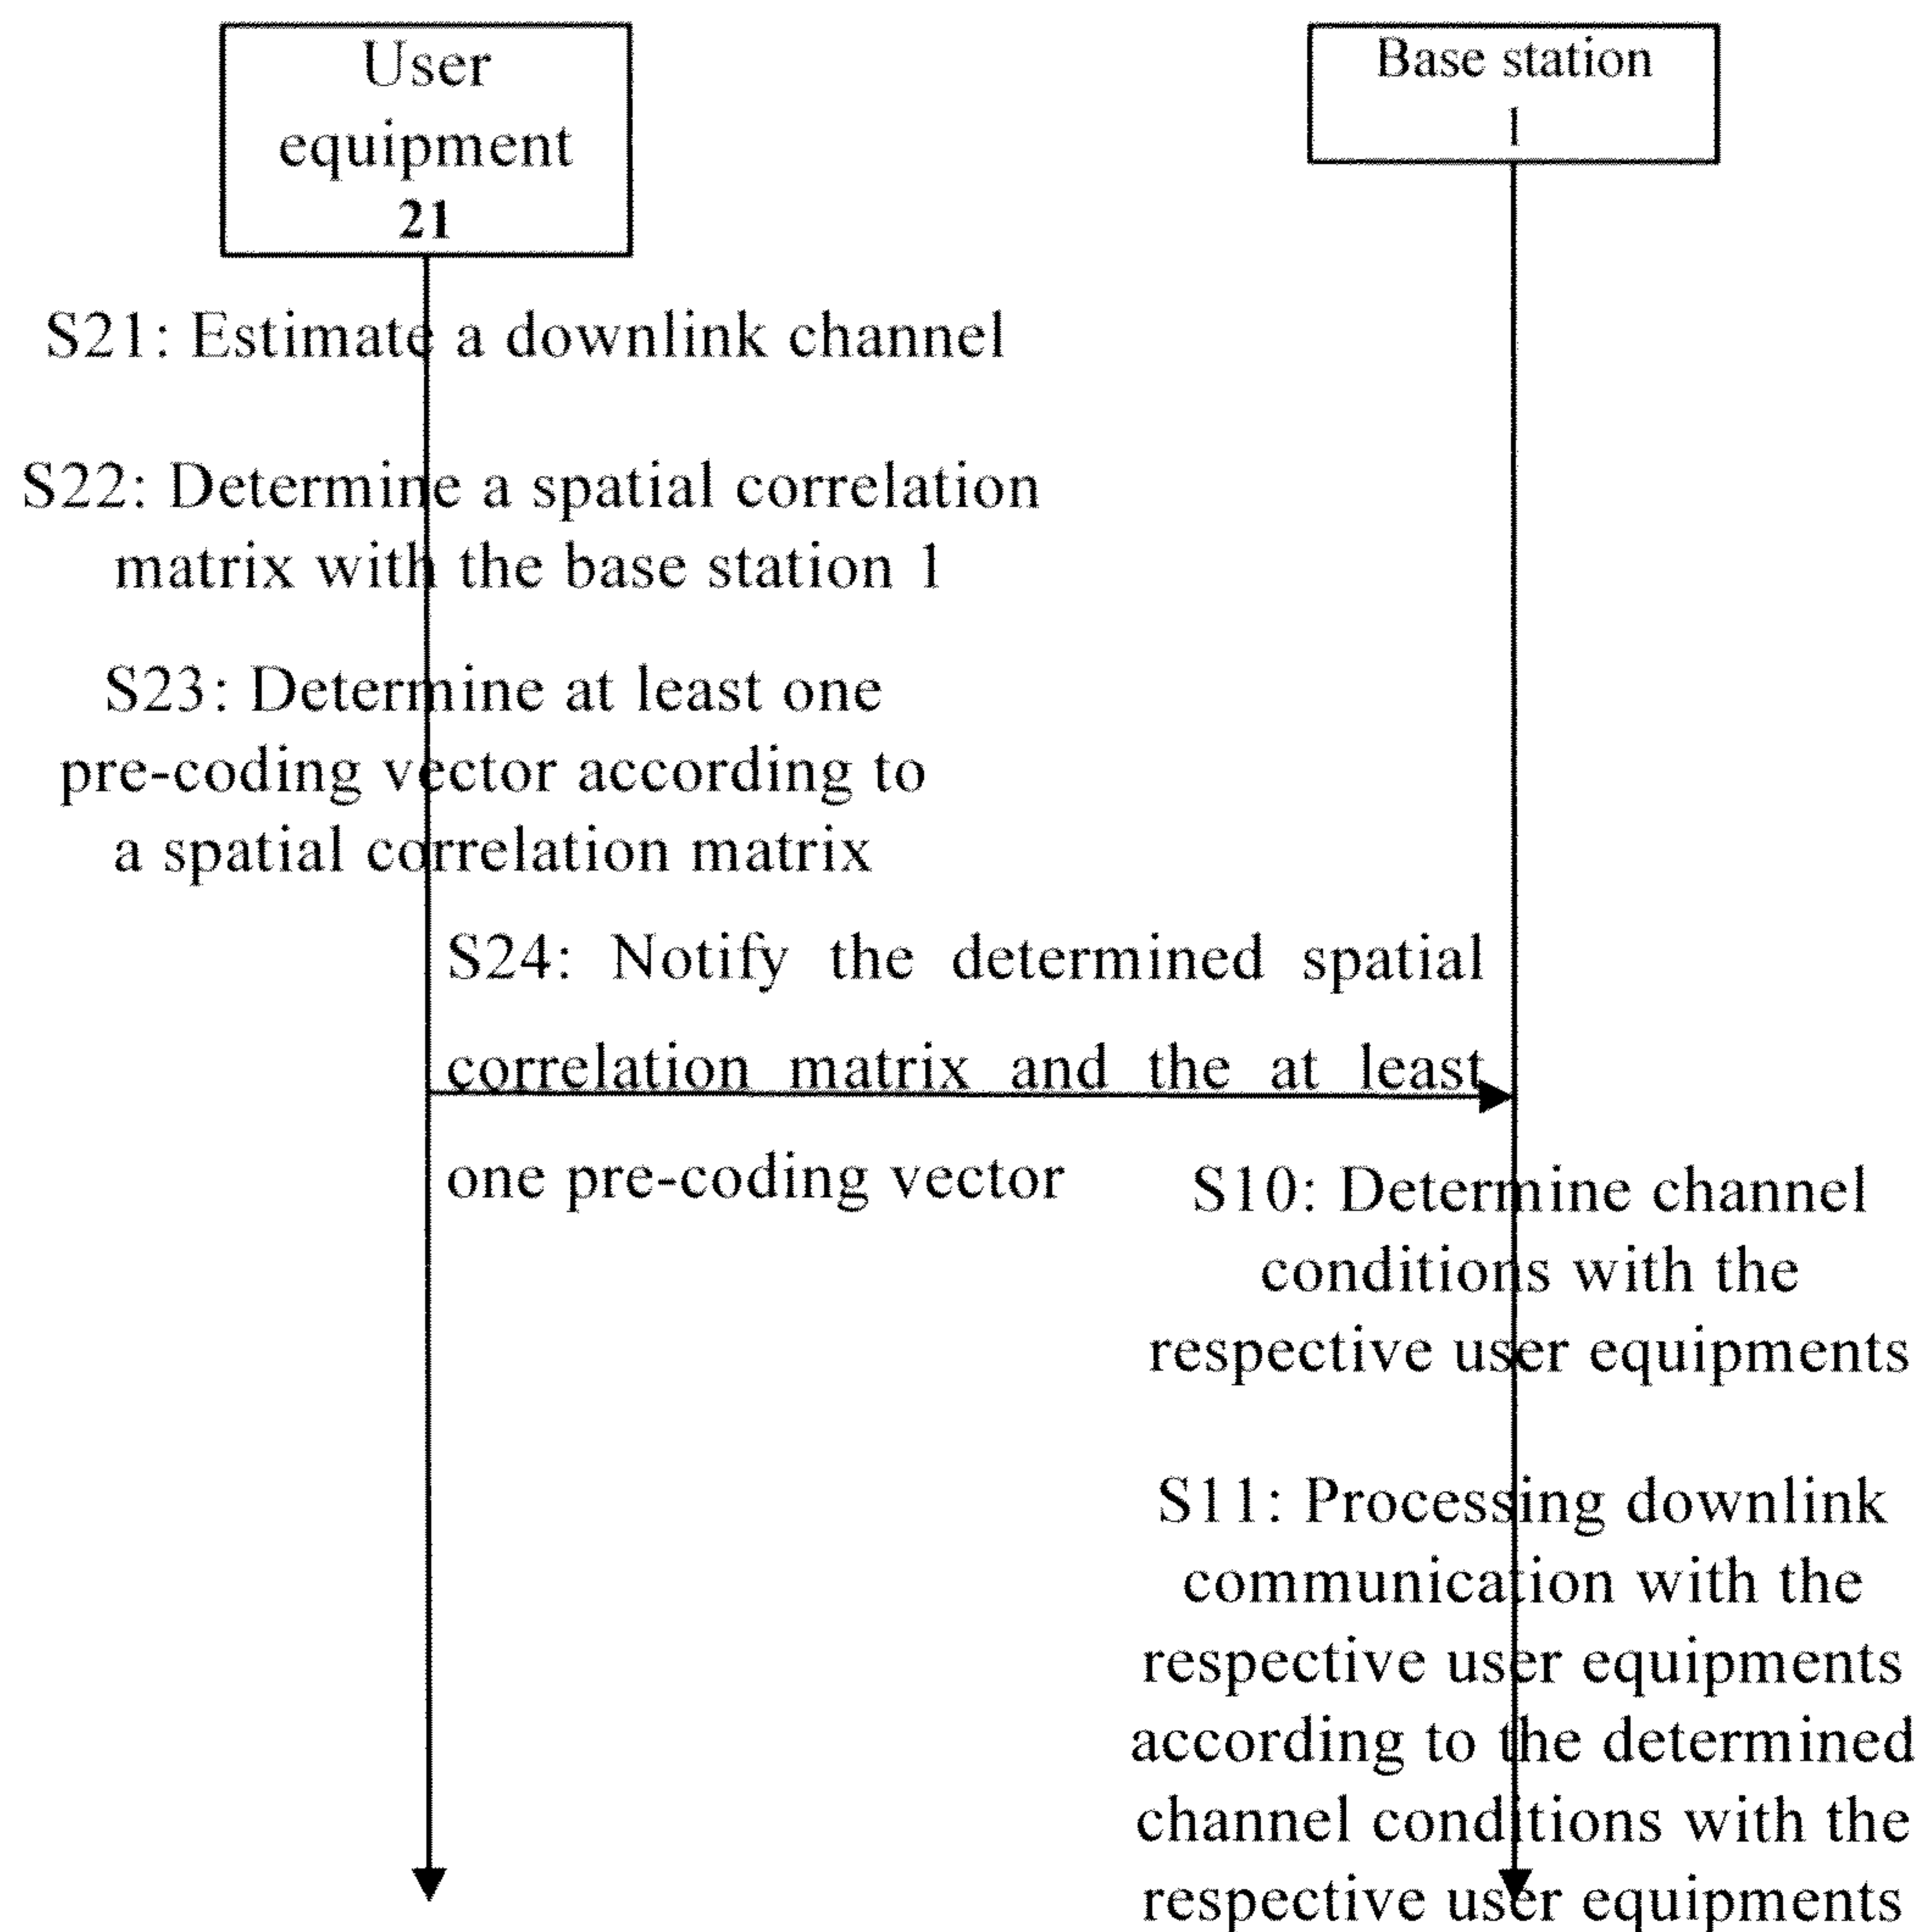 User
equipment
21
Base station
1
S21: Estimate a downlink channel
S22: Determine a spatial correlation
matrix with the base station 1
S23: Determine at least one
pre-coding vector according to
a spatial correlation matrix
S24: Notify the determined spatial
correlation matrix and the at least
one pre-coding vector
S10: Determine channel
conditions with the
respective user equipments
S11: Processing downlink
communication with the
respective user equipments
according to the determined
channel conditions with the
respective user equipments